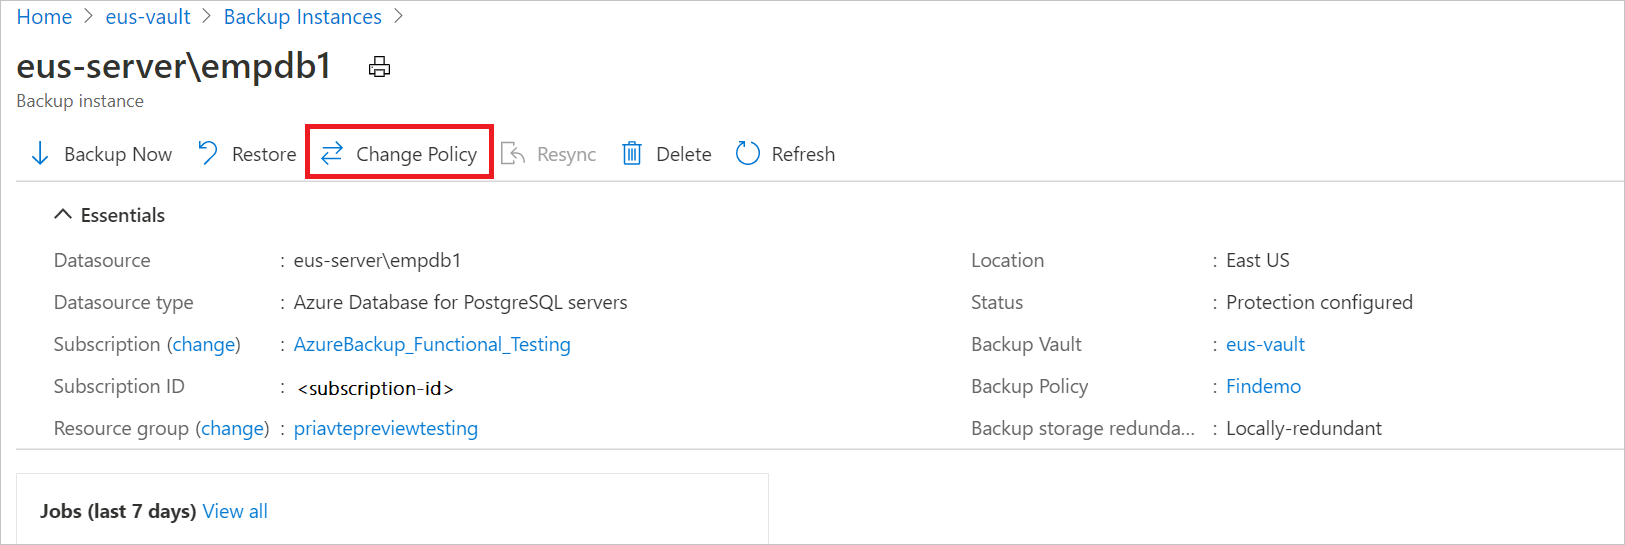 Home > eus-vault > Backup Instances >
eus-server\empdb1
Backup instance
Backup Now Restore Change Policy Resync Delete Refresh
Essentials
Datasource : eus-server\empdb1
Location : East US
Datasource type : Azure Database for PostgreSQL servers
Status : Protection configured
Subscription (change) : AzureBackup_Functional_Testing
Backup Vault : eus-vault
Subscription ID : <subscription-id>
Backup Policy : Findemo
Resource group (change) : priavtepreviewtesting
Backup storage redunda... : Locally-redundant
Jobs (last 7 days) View all